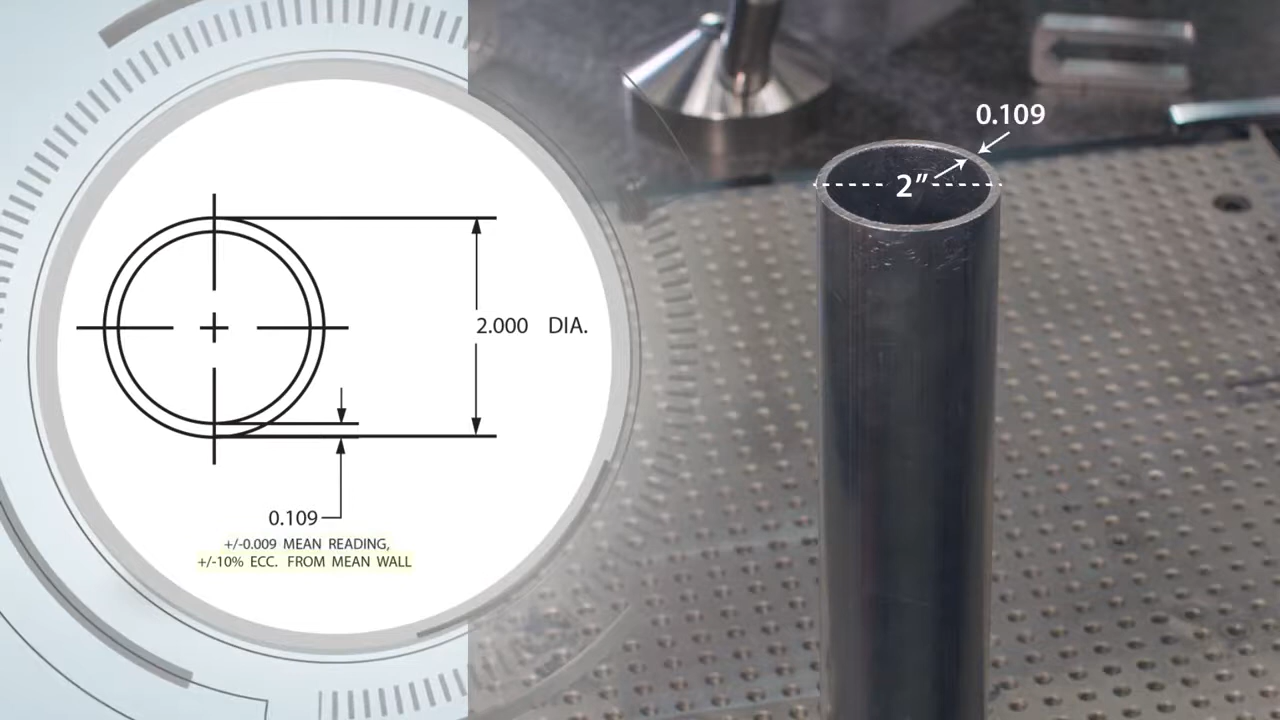 2.000 DIA.
0.109
+/-0.009 MEAN READING,
+/-10% ECC. FROM MEAN WALL
0.109
2”